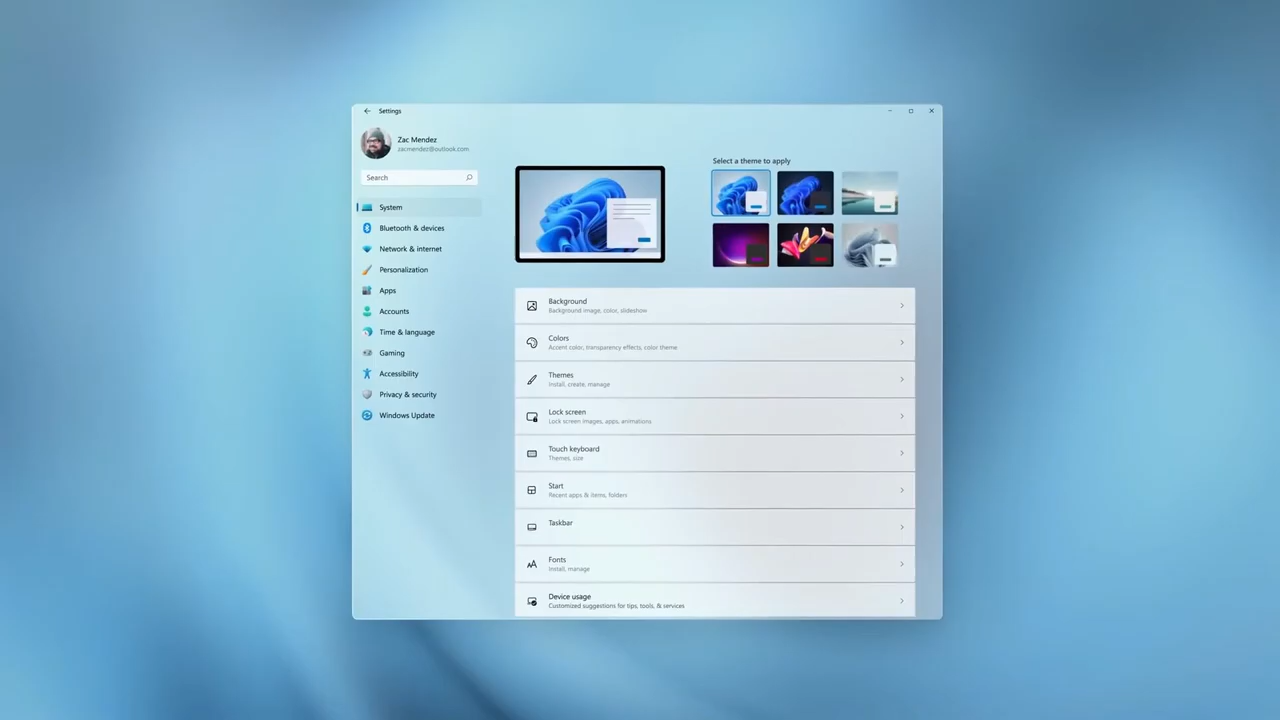 Settings
Zac Mendez
zacmendez@outlook.com
Search
System
Bluetooth & devices
Network & internet
Personalization
Apps
Accounts
Time & language
Gaming
Accessibility
Privacy & security
Windows Update
Select a theme to apply
Background
Background image, color, slideshow
Colors
Accent color, transparency effects, color theme
Themes
Install, create, manage
Lock screen
Lock screen images, apps, animations
Touch keyboard
Themes, size
Start
Recent apps & items, folders
Taskbar
Fonts
Install, manage
Device usage
Customized suggestions for tips, tools, & services